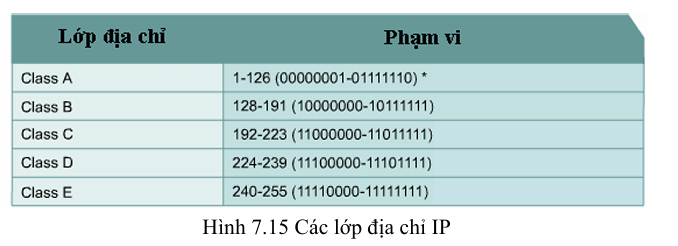 Lớp địa chỉ Phạm vi
Class A 1-126 (00000001-01111110) *
Class B 128-191 (10000000-10111111)
Class C 192-223 (11000000-11011111)
Class D 224-239 (11100000-11101111)
Class E 240-255 (11110000-11111111)
Hình 7.15 Các lớp địa chỉ IP